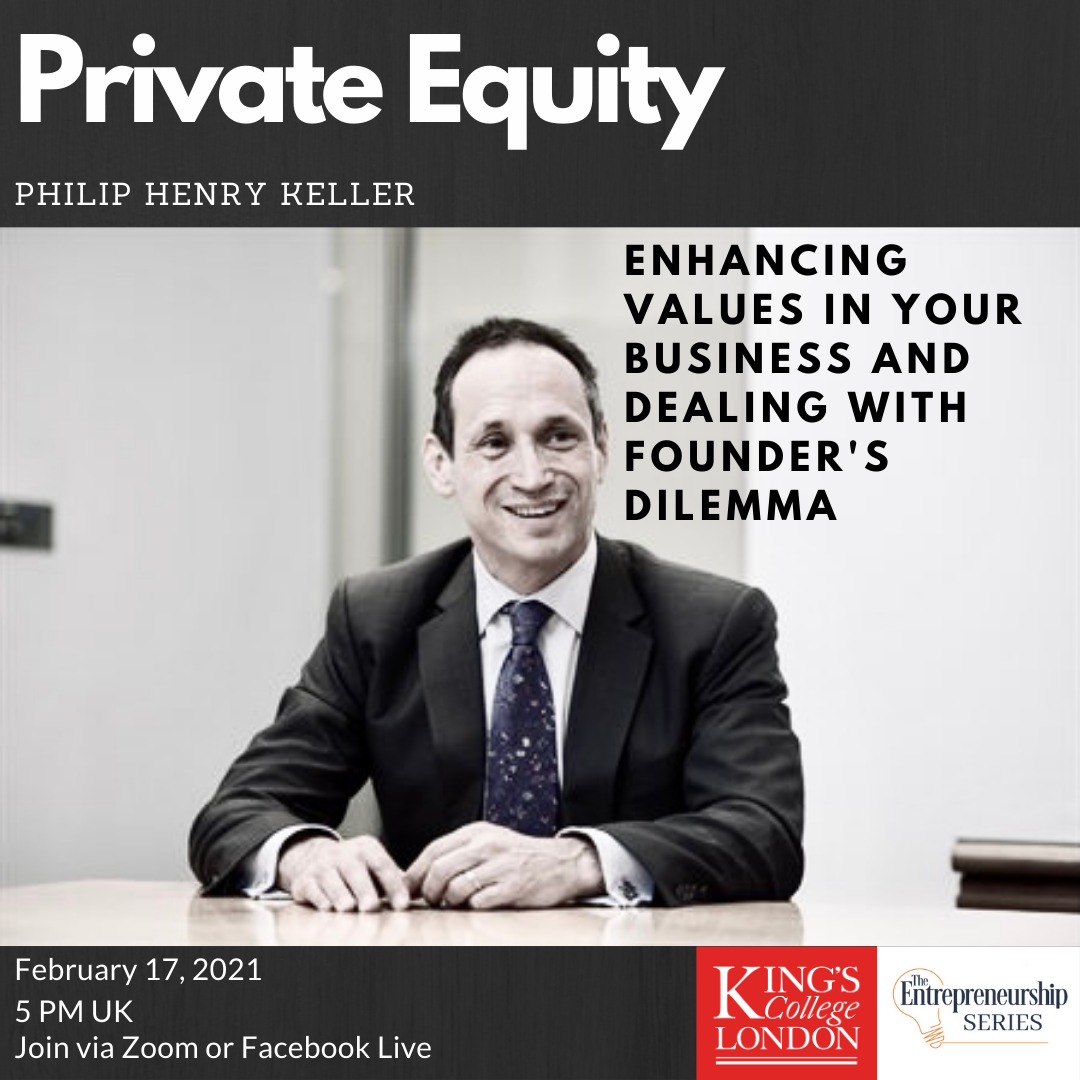 Private Equity
PHILIP HENRY KELLER
ENHANCING
VALUES IN YOUR
BUSINESS AND
DEALING WITH
FOUNDER'S
DILEMMA
February 17, 2021
5 PM UK
Join via Zoom or Facebook Live
KING'S
College
LONDON
The
Entrepreneurship
SERIES